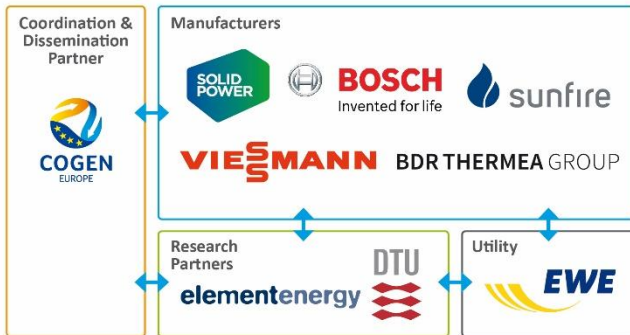 Coordination &
Dissemination
Partner
COGEN
EUROPE
Manufacturers
SOLID
POWER
BOSCH
Invented for life
sunfire
VIESSMANN
BDR THERMEA GROUP
Research
Partners
DTU
elementenergy
Utility
EWE